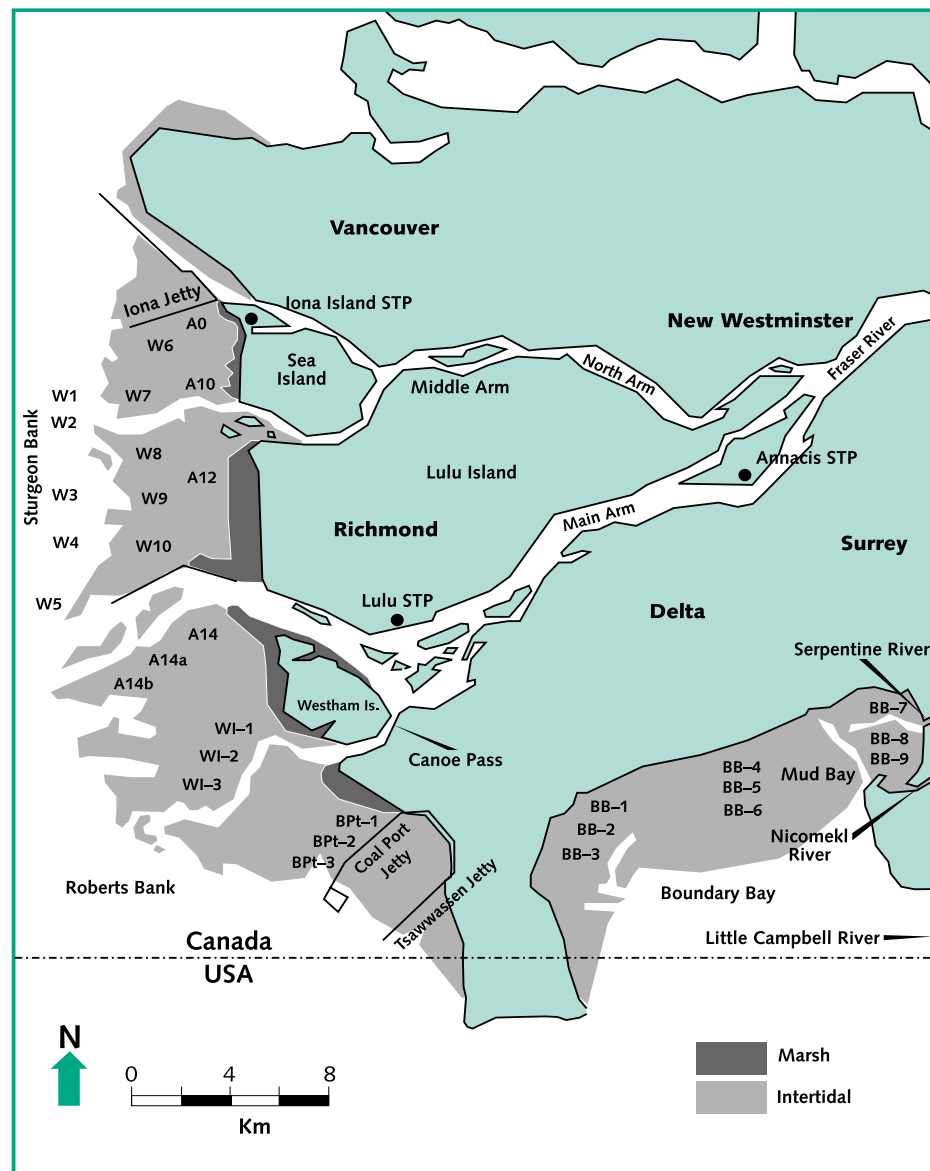 Vancouver
Iona Jetty
Iona Island STP
A0
W6
New Westminster
Fraser River
Sea
Island
North Arm
Middle Arm
A10
W7
W1
W2
Sturgeon Bank
W8
Annacis STP
Lulu Island
A12
W3
W9
Main Arm
Richmond
W4
W10
Surrey
W5
Lulu STP
Delta
A14
Serpentine River
A14a
A14b
Westham Is.
BB–7
WI–1
BB–8
WI–2
Canoe Pass
BB–9
BB–4
Mud Bay
WI–3
BB–5
BB–1
BB–6
BPt–1
BB–2
Nicomekl
River
BPt–2
Coal Port
Jetty
BB–3
BPt–3
Roberts Bank
Boundary Bay
Tsawwassen Jetty
Little Campbell River
Canada
USA
N
0 4 8
Km
Marsh
Intertidal